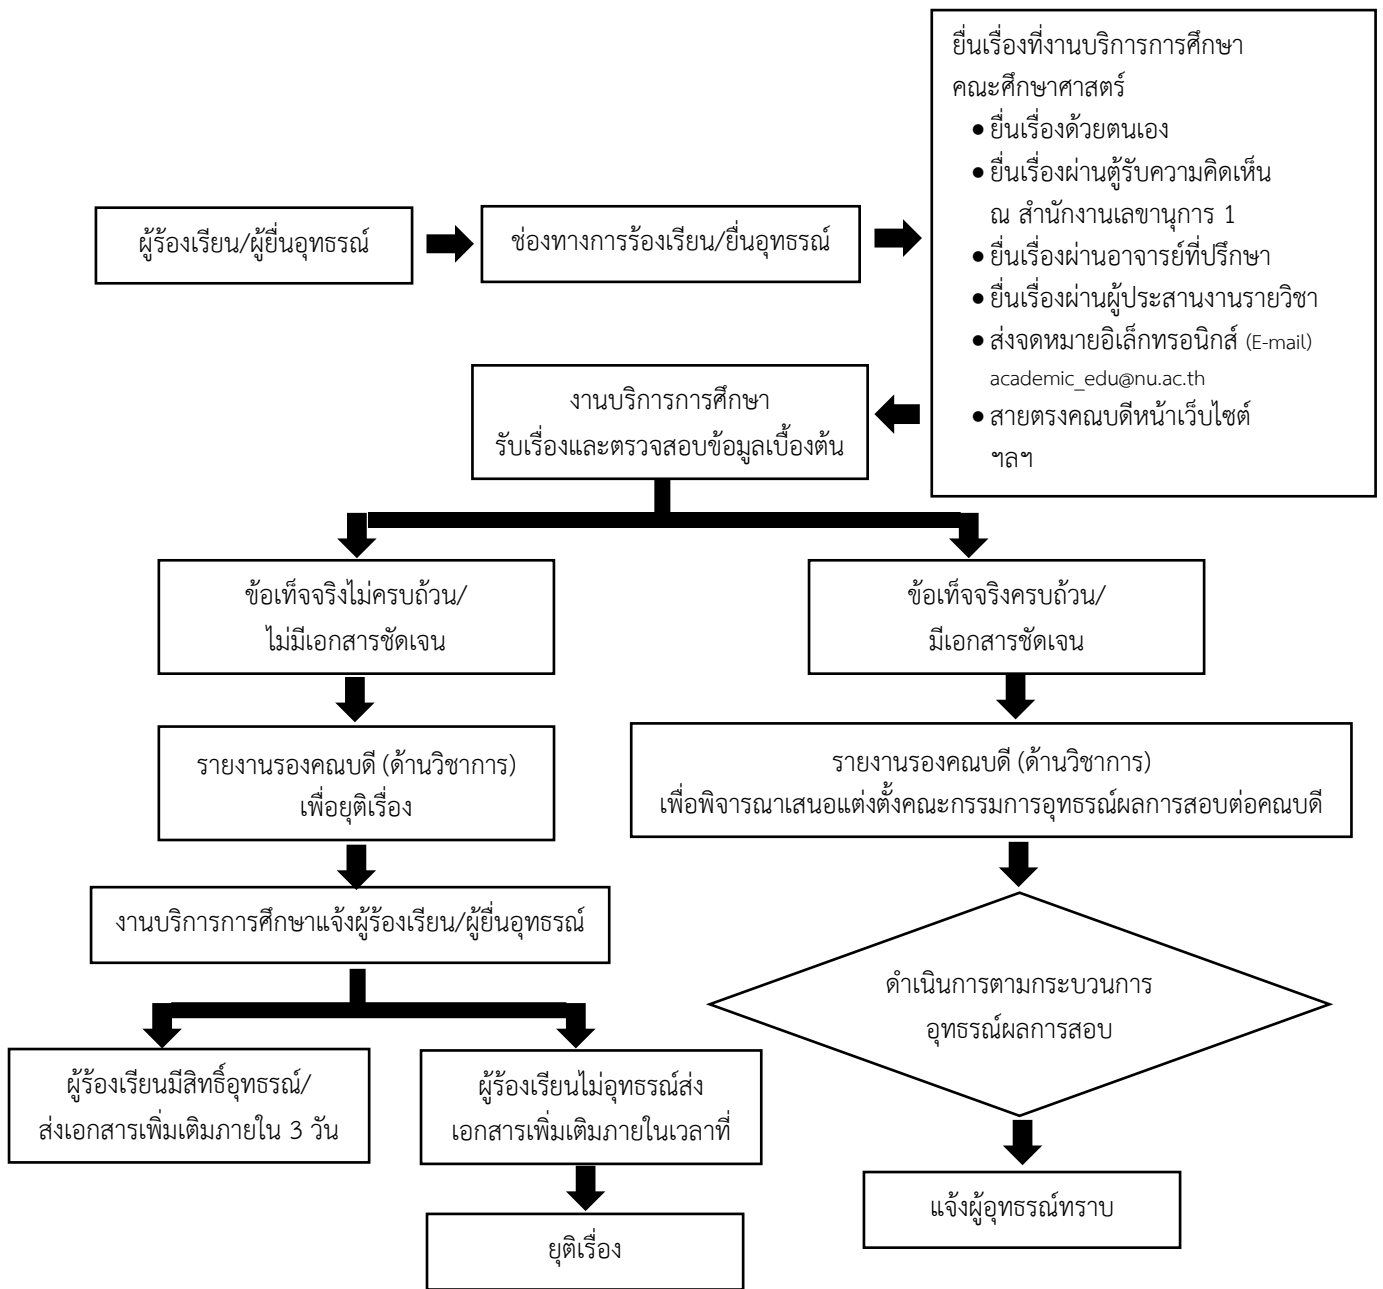 ยื่นเรื่องที่งานบริการการศึกษา
คณะศึกษาศาสตร์
• ยื่นเรื่องด้วยตนเอง
• ยื่นเรื่องผ่านตู้รับความคิดเห็น
ณ สำนักงานเลขานุการ 1
• ยื่นเรื่องผ่านอาจารย์ที่ปรึกษา
• ยื่นเรื่องผ่านผู้ประสานงานรายวิชา
• ส่งจดหมายอิเล็กทรอนิกส์ (E-mail)
academic_edu@nu.ac.th
• สายตรงคณบดีหน้าเว็บไซต์
ฯลฯ
ผู้ร้องเรียน/ผู้ยื่นอุทธรณ์
ช่องทางการร้องเรียน/ยื่นอุทธรณ์
งานบริการการศึกษา
รับเรื่องและตรวจสอบข้อมูลเบื้องต้น
ข้อเท็จจริงไม่ครบถ้วน/
ไม่มีเอกสารชัดเจน
ข้อเท็จจริงครบถ้วน/
มีเอกสารชัดเจน
รายงานรองคณบดี (ด้านวิชาการ)
เพื่อยุติเรื่อง
รายงานรองคณบดี (ด้านวิชาการ)
เพื่อพิจารณาเสนอแต่งตั้งคณะกรรมการอุทธรณ์ผลการสอบต่อคณบดี
งานบริการการศึกษาแจ้งผู้ร้องเรียน/ผู้ยื่นอุทธรณ์
ดำเนินการตามกระบวนการ
อุทธรณ์ผลการสอบ
ผู้ร้องเรียนมีสิทธิ์อุทธรณ์/
ส่งเอกสารเพิ่มเติมภายใน 3 วัน
ผู้ร้องเรียนไม่อุทธรณ์ส่ง
เอกสารเพิ่มเติมภายในเวลาที่
แจ้งผู้อุทธรณ์ทราบ
ยุติเรื่อง